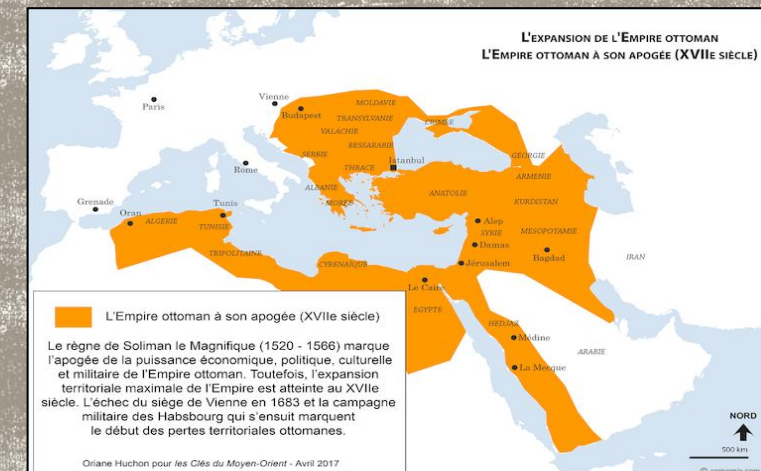 L'EXPANSION DE L'EMPIRE OTTOMAN
L'EMPIRE OTTOMAN À SON APOGÉE (XVIIE SIÈCLE)
Paris
Vienne
Budapest
MOLDAVIE
TRANSYLVANIE
CRIMÉE
VALACHIE
BESSARABIE
SERBIE
Istanbul
GEORGIE
Rome
THRACE
ARMENIE
ALBANIE
ANATOLIE
KURDISTAN
Grenade
MORÉE
Oran
Tunis
ALGERIE
TUNISIE
Alep
SYRIE
MESOPOTAMIE
Damas
Bagdad
IRAN
TRIPOLITAINE
CYRENAÏQUE
Jérusalem
Le Caire
EGYPTE
HEDJAZ
Médine
ARABIE
La Mecque
L'Empire ottoman à son apogée (XVIIe siècle)
Le règne de Soliman le Magnifique (1520 - 1566) marque
l'apogée de la puissance économique, politique, culturelle
et militaire de l'Empire ottoman. Toutefois, l'expansion
territoriale maximale de l'Empire est atteinte au XVIIe
siècle. L'échec du siège de Vienne en 1683 et la campagne
militaire des Habsbourg qui s'ensuit marquent
le début des pertes territoriales ottomanes.
Oriane Huchon pour les Clés du Moyen-Orient - Avril 2017
NORD
500 km